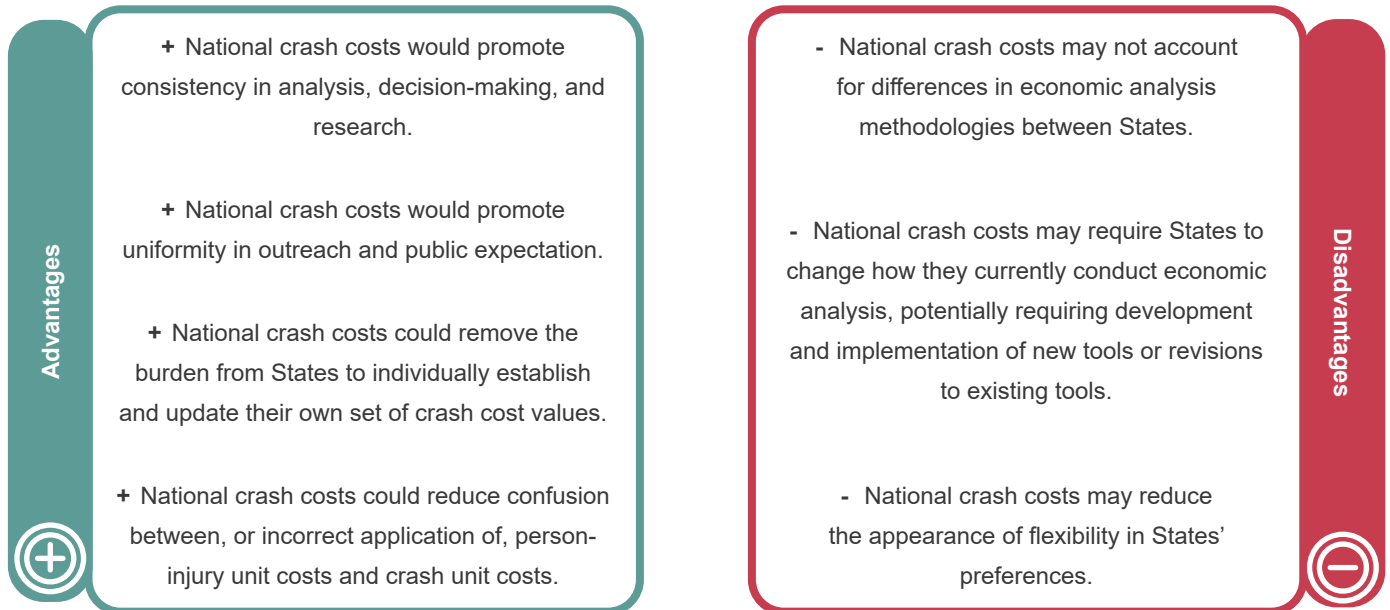 Advantages
+ National crash costs would promote
consistency in analysis, decision-making, and
research.
+ National crash costs would promote
uniformity in outreach and public expectation.
+ National crash costs could remove the
burden from States to individually establish
and update their own set of crash cost values.
+ National crash costs could reduce confusion
between, or incorrect application of, person-
injury unit costs and crash unit costs.
Disadvantages
- National crash costs may not account
for differences in economic analysis
methodologies between States.
- National crash costs may require States to
change how they currently conduct economic
analysis, potentially requiring development
and implementation of new tools or revisions
to existing tools.
- National crash costs may reduce
the appearance of flexibility in States’
preferences.